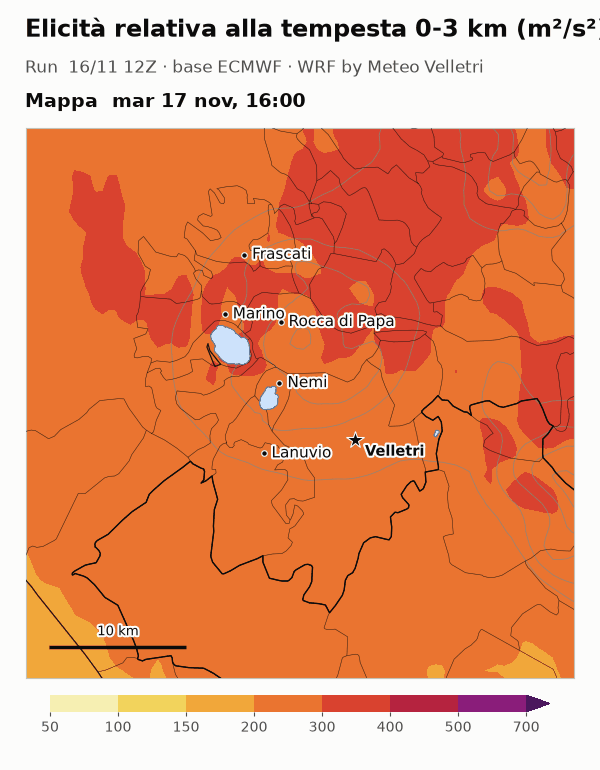 Elicità relativa alla tempesta 0-3 km (m²/s²)
Run  16/11 12Z · base ECMWF · WRF by Meteo Velletri
Mappa  mar 17 nov, 16:00
Frascati
Marino
Rocca di Papa
Nemi
Velletri
Lanuvio
10 km
50 100 150 200 300 400 500 700